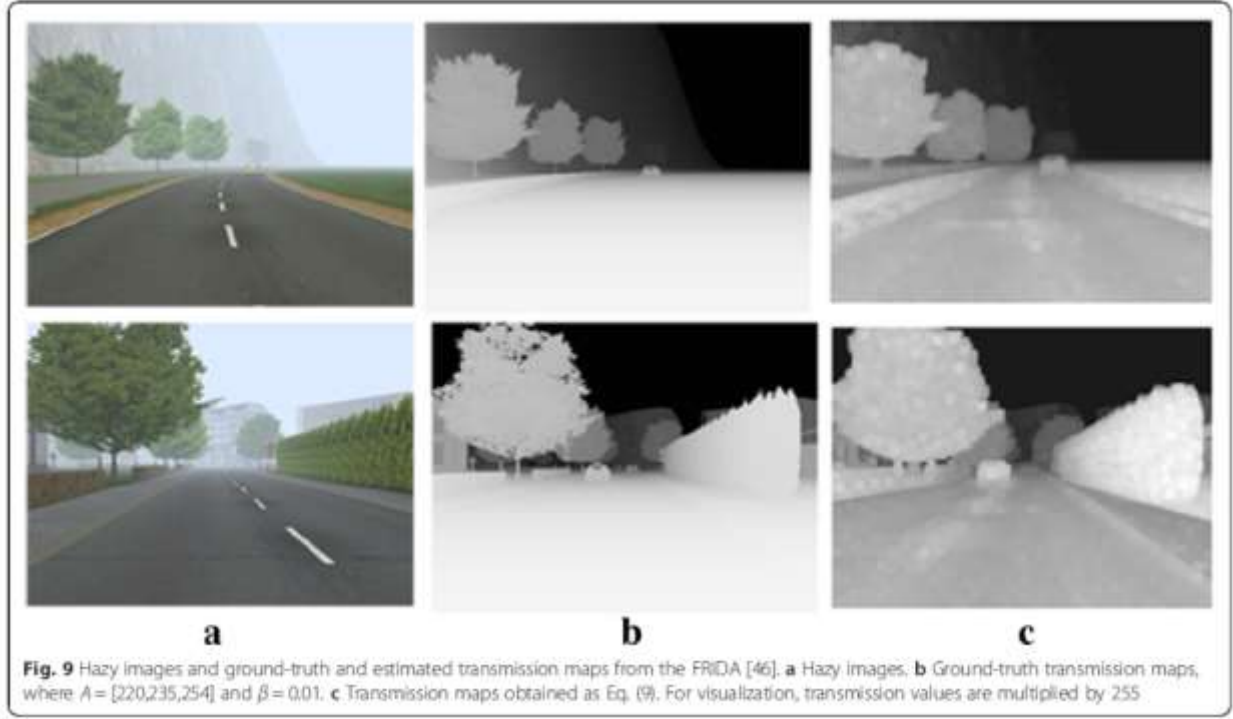 a b c
Fig. 9 Hazy images and ground-truth and estimated transmission maps from the FRIDA [46]. a Hazy images. b Ground-truth transmission maps,
where A = [220,235,254] and β = 0.01. c Transmission maps obtained as Eq. (9). For visualization, transmission values are multiplied by 255